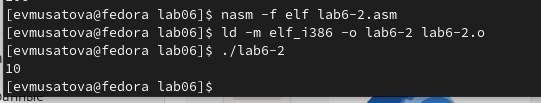 [evmusatova@fedora lab06]$ nasm -f elf lab6-2.asm
[evmusatova@fedora lab06]$ ld -m elf_i386 -o lab6-2 lab6-2.o
[evmusatova@fedora lab06]$ ./lab6-2
10
[evmusatova@fedora lab06]$